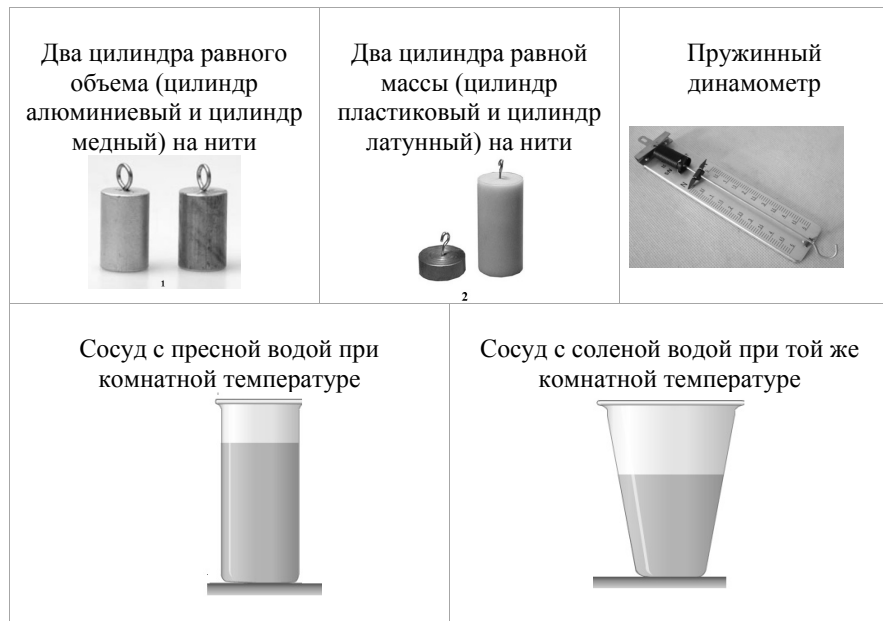 Два цилиндра равного
объема (цилиндр
алюминиевый и цилиндр
медный) на нити
1
Два цилиндра равной
массы (цилиндр
пластиковый и цилиндр
латунный) на нити
2
Пружинный
динамометр
Сосуд с пресной водой при
комнатной температуре
Сосуд с соленой водой при той же
комнатной температуре